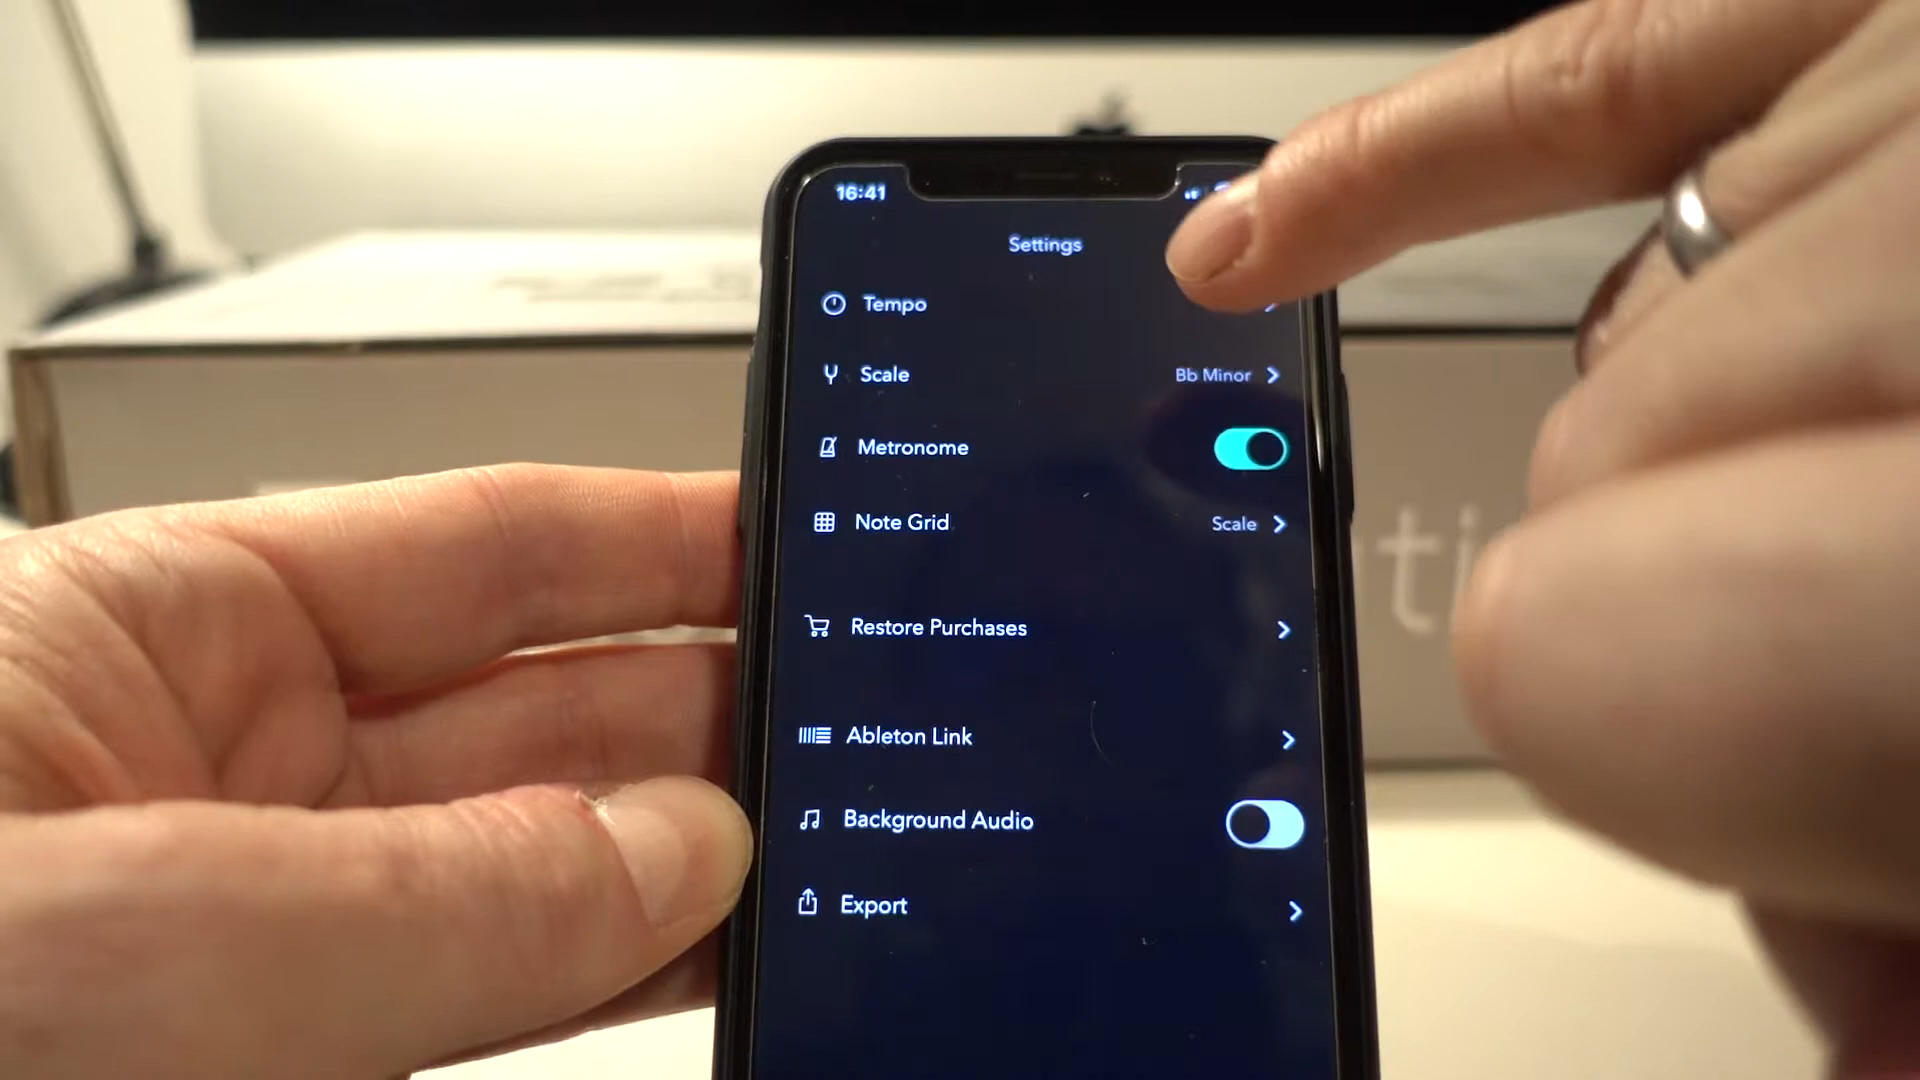 16:41
Settings
Tempo
Scale Bb Minor
Metronome
Note Grid Scale
Restore Purchases
Ableton Link
Background Audio
Export